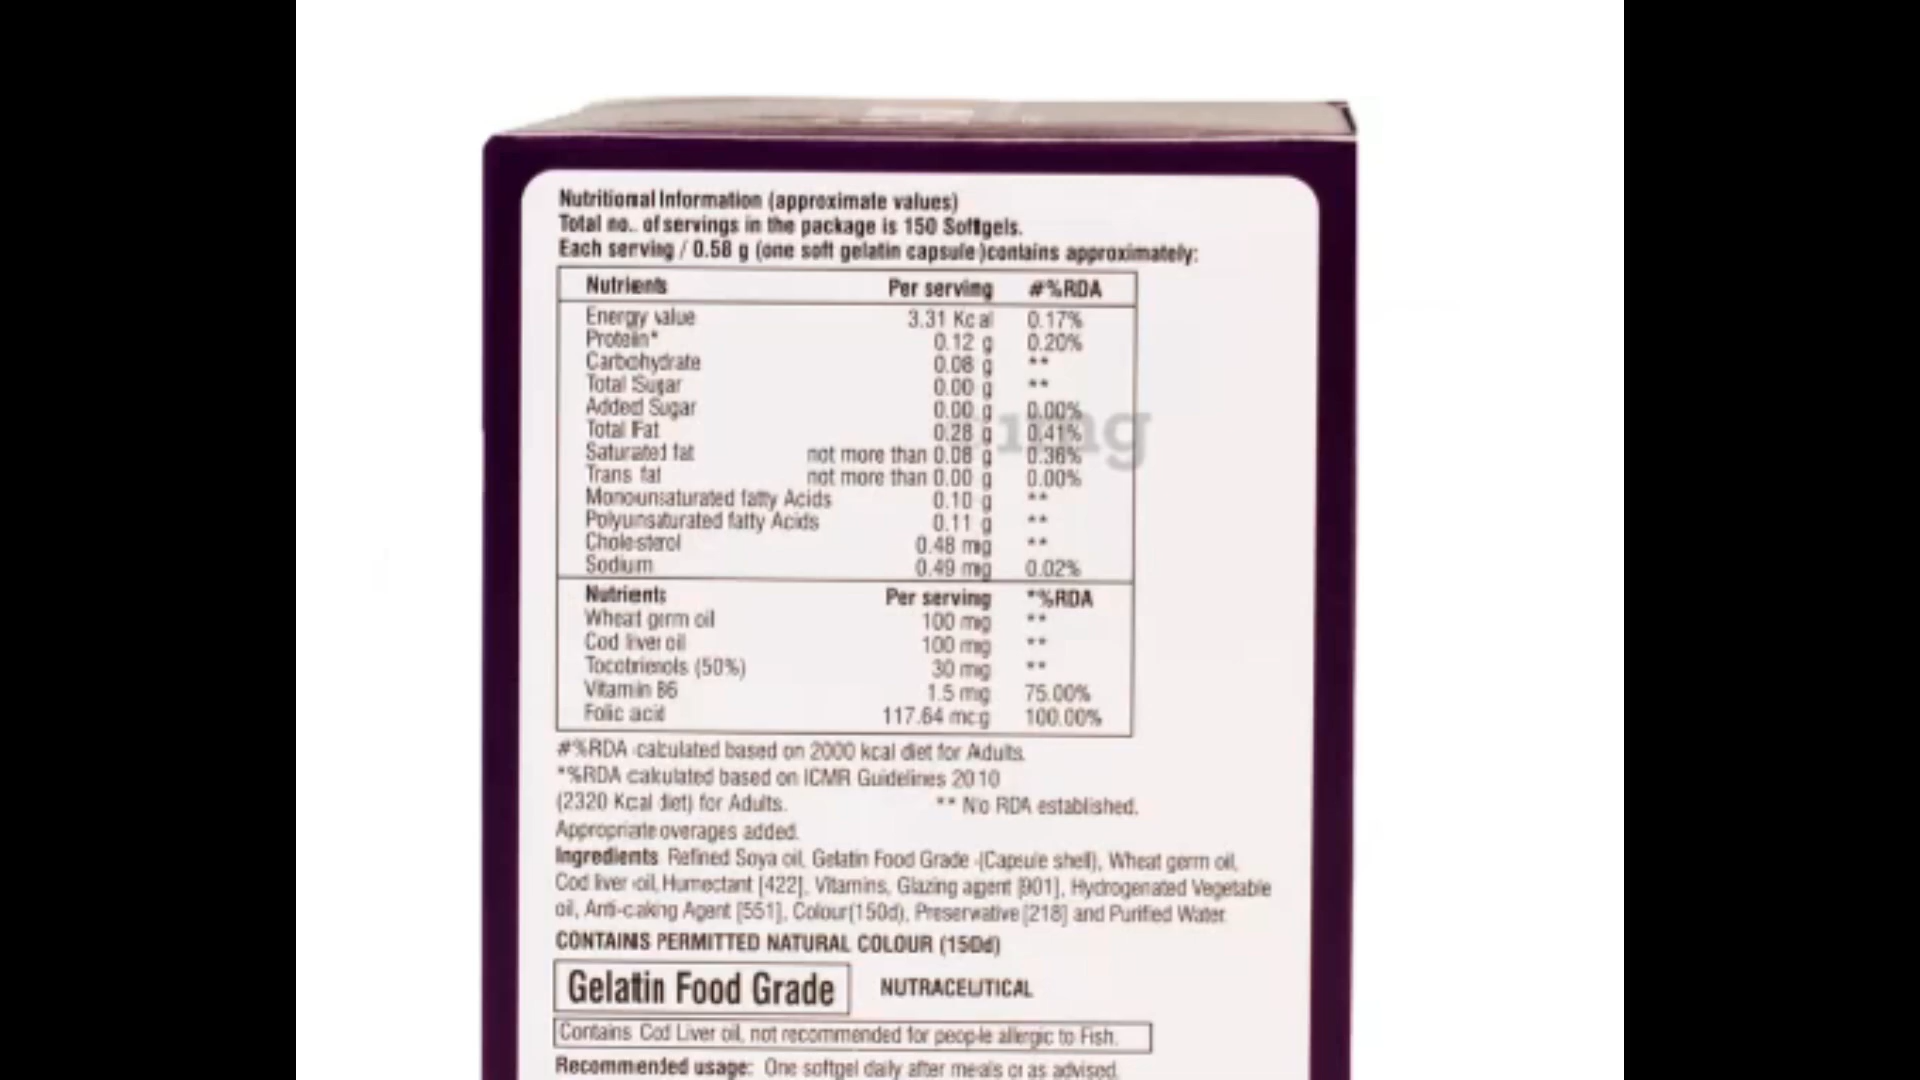 Nutritional Information (approximate values)
Total no. of servings in the package is 150 Softgels.
Each serving / 0.58 g (one soft gelatin capsule)contains approximately:
Nutrients Per serving #%RDA
Energy value 3.31 Kcal 0.17%
Protein* 0.12 g 0.20%
Carbohydrate 0.08 g **
Total Sugar 0.00 g **
Added Sugar 0.00 g 0.00%
Total Fat 0.28 g 0.41%
Saturated fat not more than 0.08 g 0.36%
Trans fat not more than 0.00 g 0.00%
Monounsaturated fatty Acids 0.10 g **
Polyunsaturated fatty Acids 0.11 g **
Cholesterol 0.48 mg **
Sodium 0.49 mg 0.02%
Nutrients Per serving *%RDA
Wheat germ oil 100 mg **
Cod liver oil 100 mg **
Tocotrienols (50%) 30 mg **
Vitamin B6 1.5 mg 75.00%
Folic acid 117.64 mcg 100.00%
#%RDA calculated based on 2000 kcal diet for Adults.
*%RDA calculated based on ICMR Guidelines 2010
(2320 Kcal diet) for Adults. ** No RDA established.
Appropriate overages added.
Ingredients Refined Soya oil, Gelatin Food Grade -(Capsule shell), Wheat germ oil,
Cod liver oil, Humectant [422], Vitamins, Glazing agent [901], Hydrogenated Vegetable
oil, Anti-caking Agent [551], Colour(150d), Preservative [218] and Purified Water
CONTAINS PERMITTED NATURAL COLOUR (150d)
Gelatin Food Grade NUTRACEUTICAL
Contains Cod Liver oil, not recommended for people allergic to Fish.
Recommended usage: One softgel daily after meals or as advised.
1mg